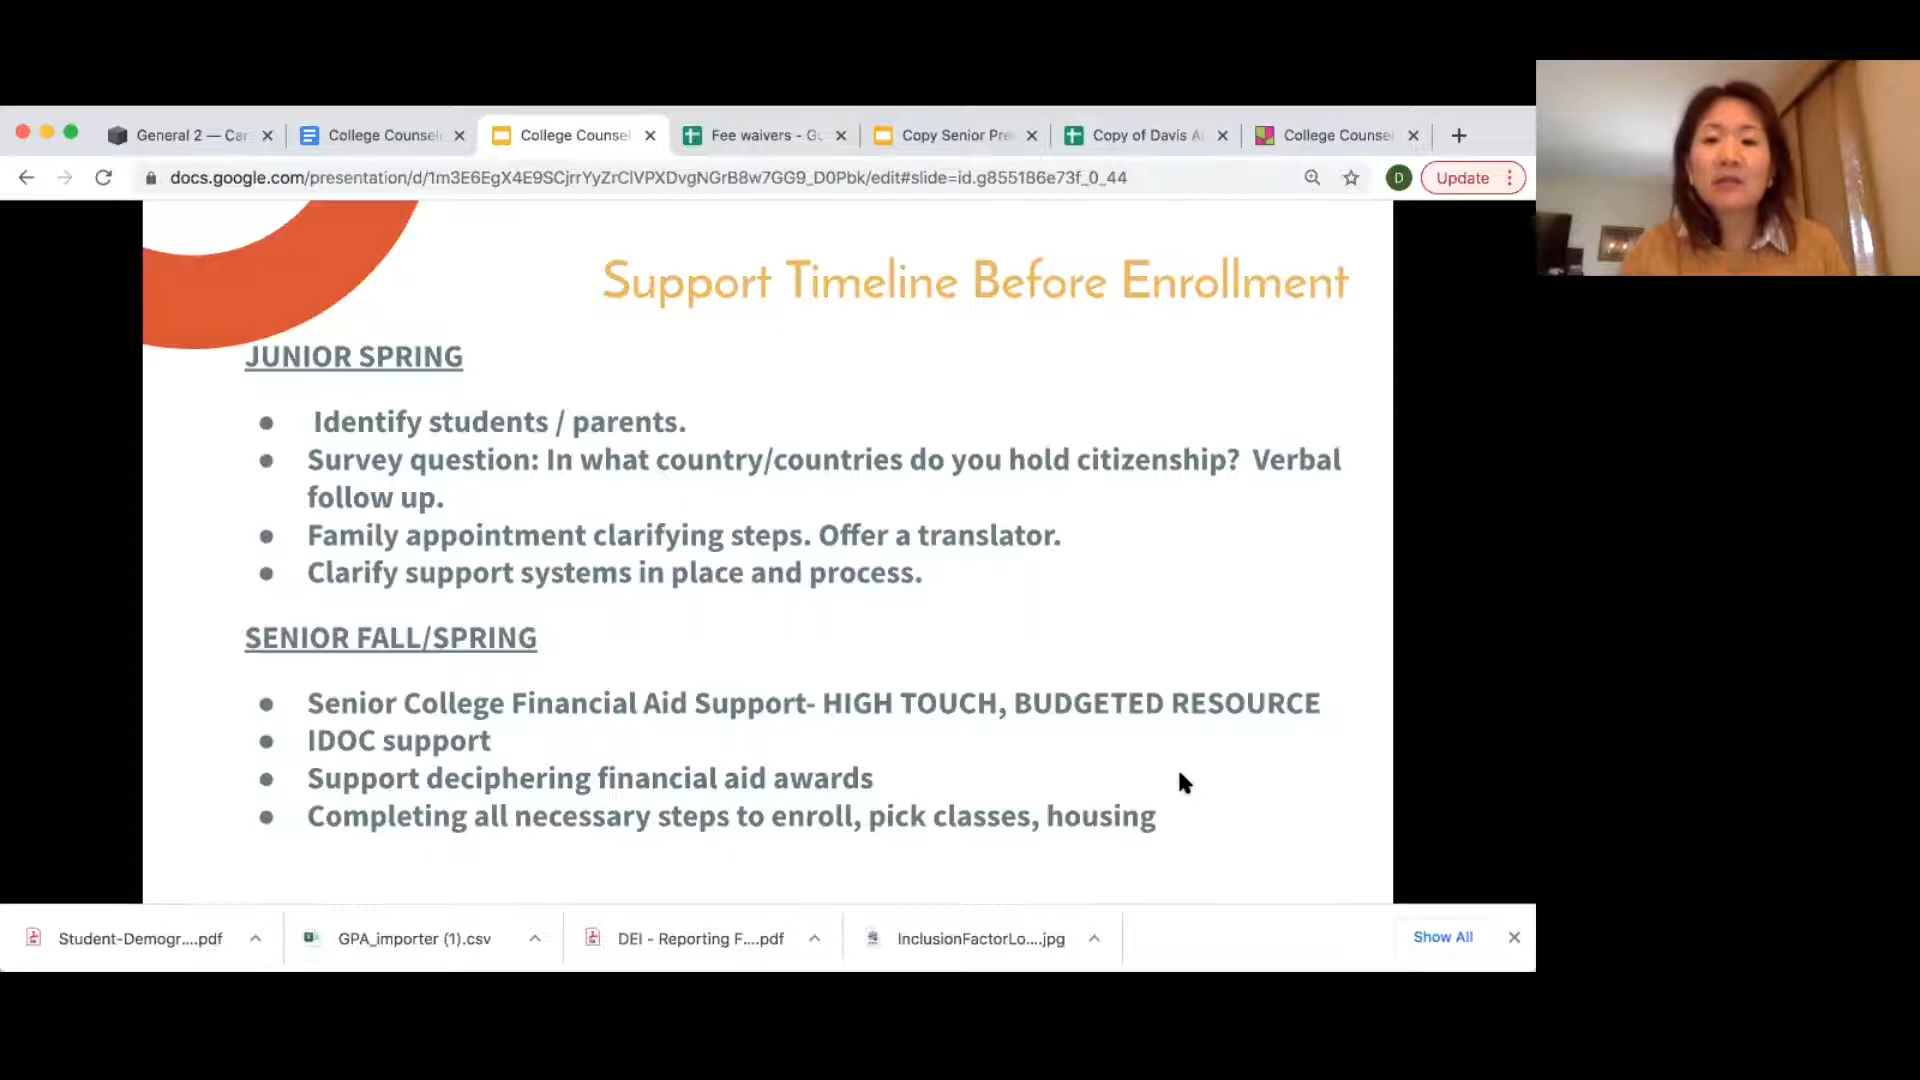 General 2 — Car
College Counsel
College Counsel
Fee waivers - Gu
Copy Senior Pre
Copy of Davis A
College Counse
docs.google.com/presentation/d/1m3E6EgX4E9SCjrrYyZrClVPXDvgNGrB8w7GG9_D0Pbk/edit#slide=id.g855186e73f_0_44
D
Update
Support Timeline Before Enrollment
JUNIOR SPRING
● Identify students / parents.
● Survey question: In what country/countries do you hold citizenship? Verbal
follow up.
● Family appointment clarifying steps. Offer a translator.
● Clarify support systems in place and process.
SENIOR FALL/SPRING
● Senior College Financial Aid Support- HIGH TOUCH, BUDGETED RESOURCE
● IDOC support
● Support deciphering financial aid awards
● Completing all necessary steps to enroll, pick classes, housing
Student-Demogr....pdf
GPA_importer (1).csv
DEI - Reporting F....pdf
InclusionFactorLo....jpg
Show All